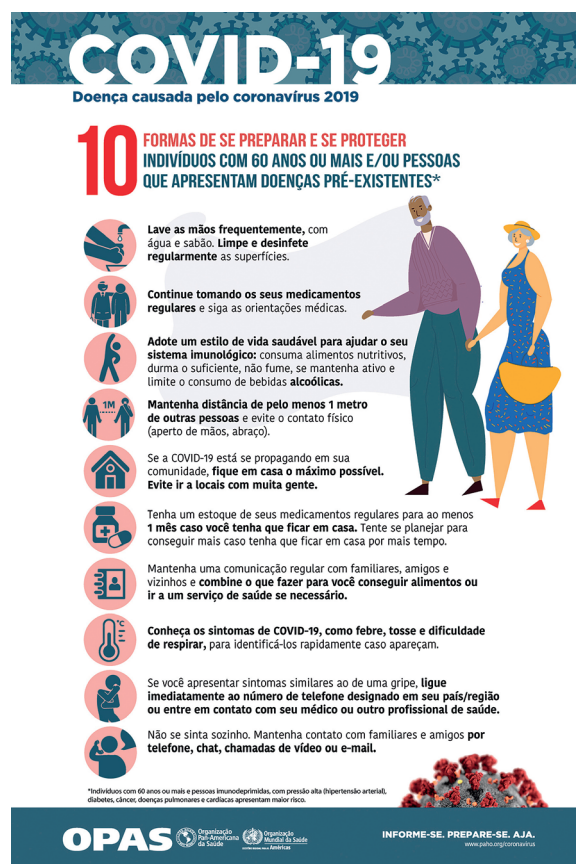 COVID-19
Doença causada pelo coronavírus 2019
10 FORMAS DE SE PREPARAR E SE PROTEGER
INDIVÍDUOS COM 60 ANOS OU MAIS E/OU PESSOAS
QUE APRESENTAM DOENÇAS PRÉ-EXISTENTES*
Lave as mãos frequentemente, com
água e sabão. Limpe e desinfete
regularmente as superfícies.
Continue tomando os seus medicamentos
regulares e siga as orientações médicas.
Adote um estilo de vida saudável para ajudar o seu
sistema imunológico: consuma alimentos nutritivos,
durma o suficiente, não fume, se mantenha ativo e
limite o consumo de bebidas alcoólicas.
1M
Mantenha distância de pelo menos 1 metro
de outras pessoas e evite o contato físico
(aperto de mãos, abraço).
Se a COVID-19 está se propagando em sua
comunidade, fique em casa o máximo possível.
Evite ir a locais com muita gente.
Tenha um estoque de seus medicamentos regulares para ao menos
1 mês caso você tenha que ficar em casa. Tente se planejar para
conseguir mais caso tenha que ficar em casa por mais tempo.
Mantenha uma comunicação regular com familiares, amigos e
vizinhos e combine o que fazer para você conseguir alimentos ou
ir a um serviço de saúde se necessário.
°C
Conheça os sintomas de COVID-19, como febre, tosse e dificuldade
de respirar, para identificá-los rapidamente caso apareçam.
Se você apresentar sintomas similares ao de uma gripe, ligue
imediatamente ao número de telefone designado em seu país/região
ou entre em contato com seu médico ou outro profissional de saúde.
Não se sinta sozinho. Mantenha contato com familiares e amigos por
telefone, chat, chamadas de vídeo ou e-mail.
*Indivíduos com 60 anos ou mais e pessoas imunodeprimidas, com pressão alta (hipertensão arterial),
diabetes, câncer, doenças pulmonares e cardíacas apresentam maior risco.
OPAS
Organização
Pan-Americana
da Saúde
Organização
Mundial da Saúde
Américas
INFORME-SE. PREPARE-SE. AJA.
www.paho.org/coronavirus